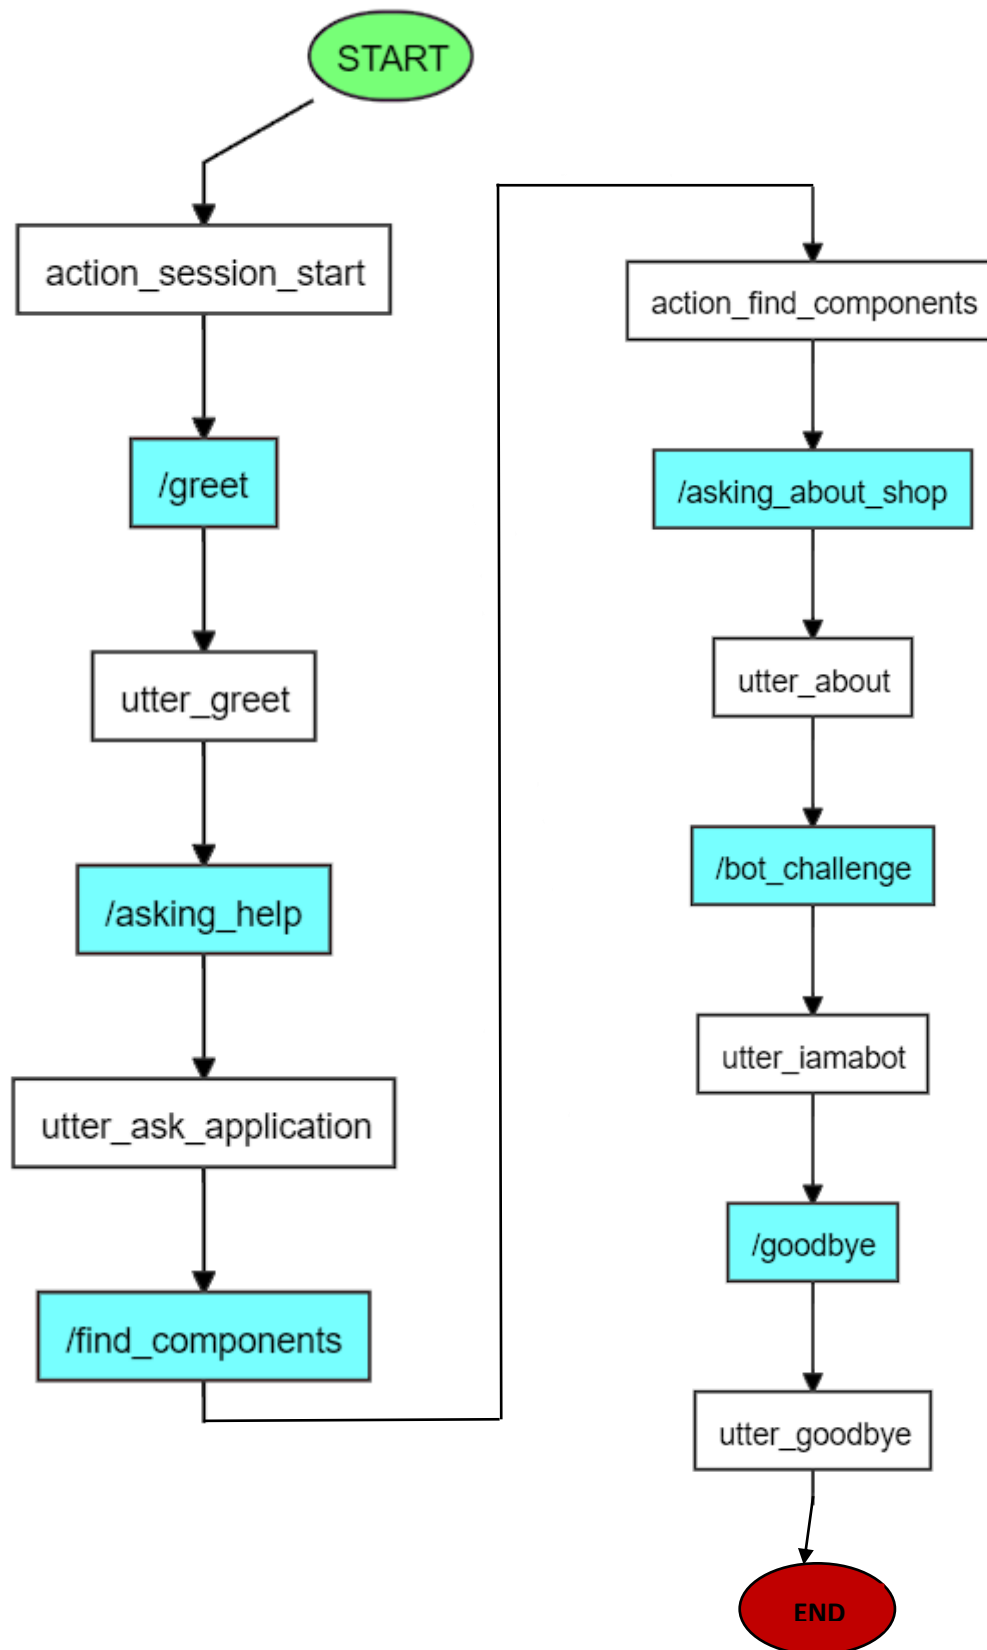 START
action_session_start
/greet
utter_greet
/asking_help
utter_ask_application
/find_components
action_find_components
/asking_about_shop
utter_about
/bot_challenge
utter_iamabot
/goodbye
utter_goodbye
END